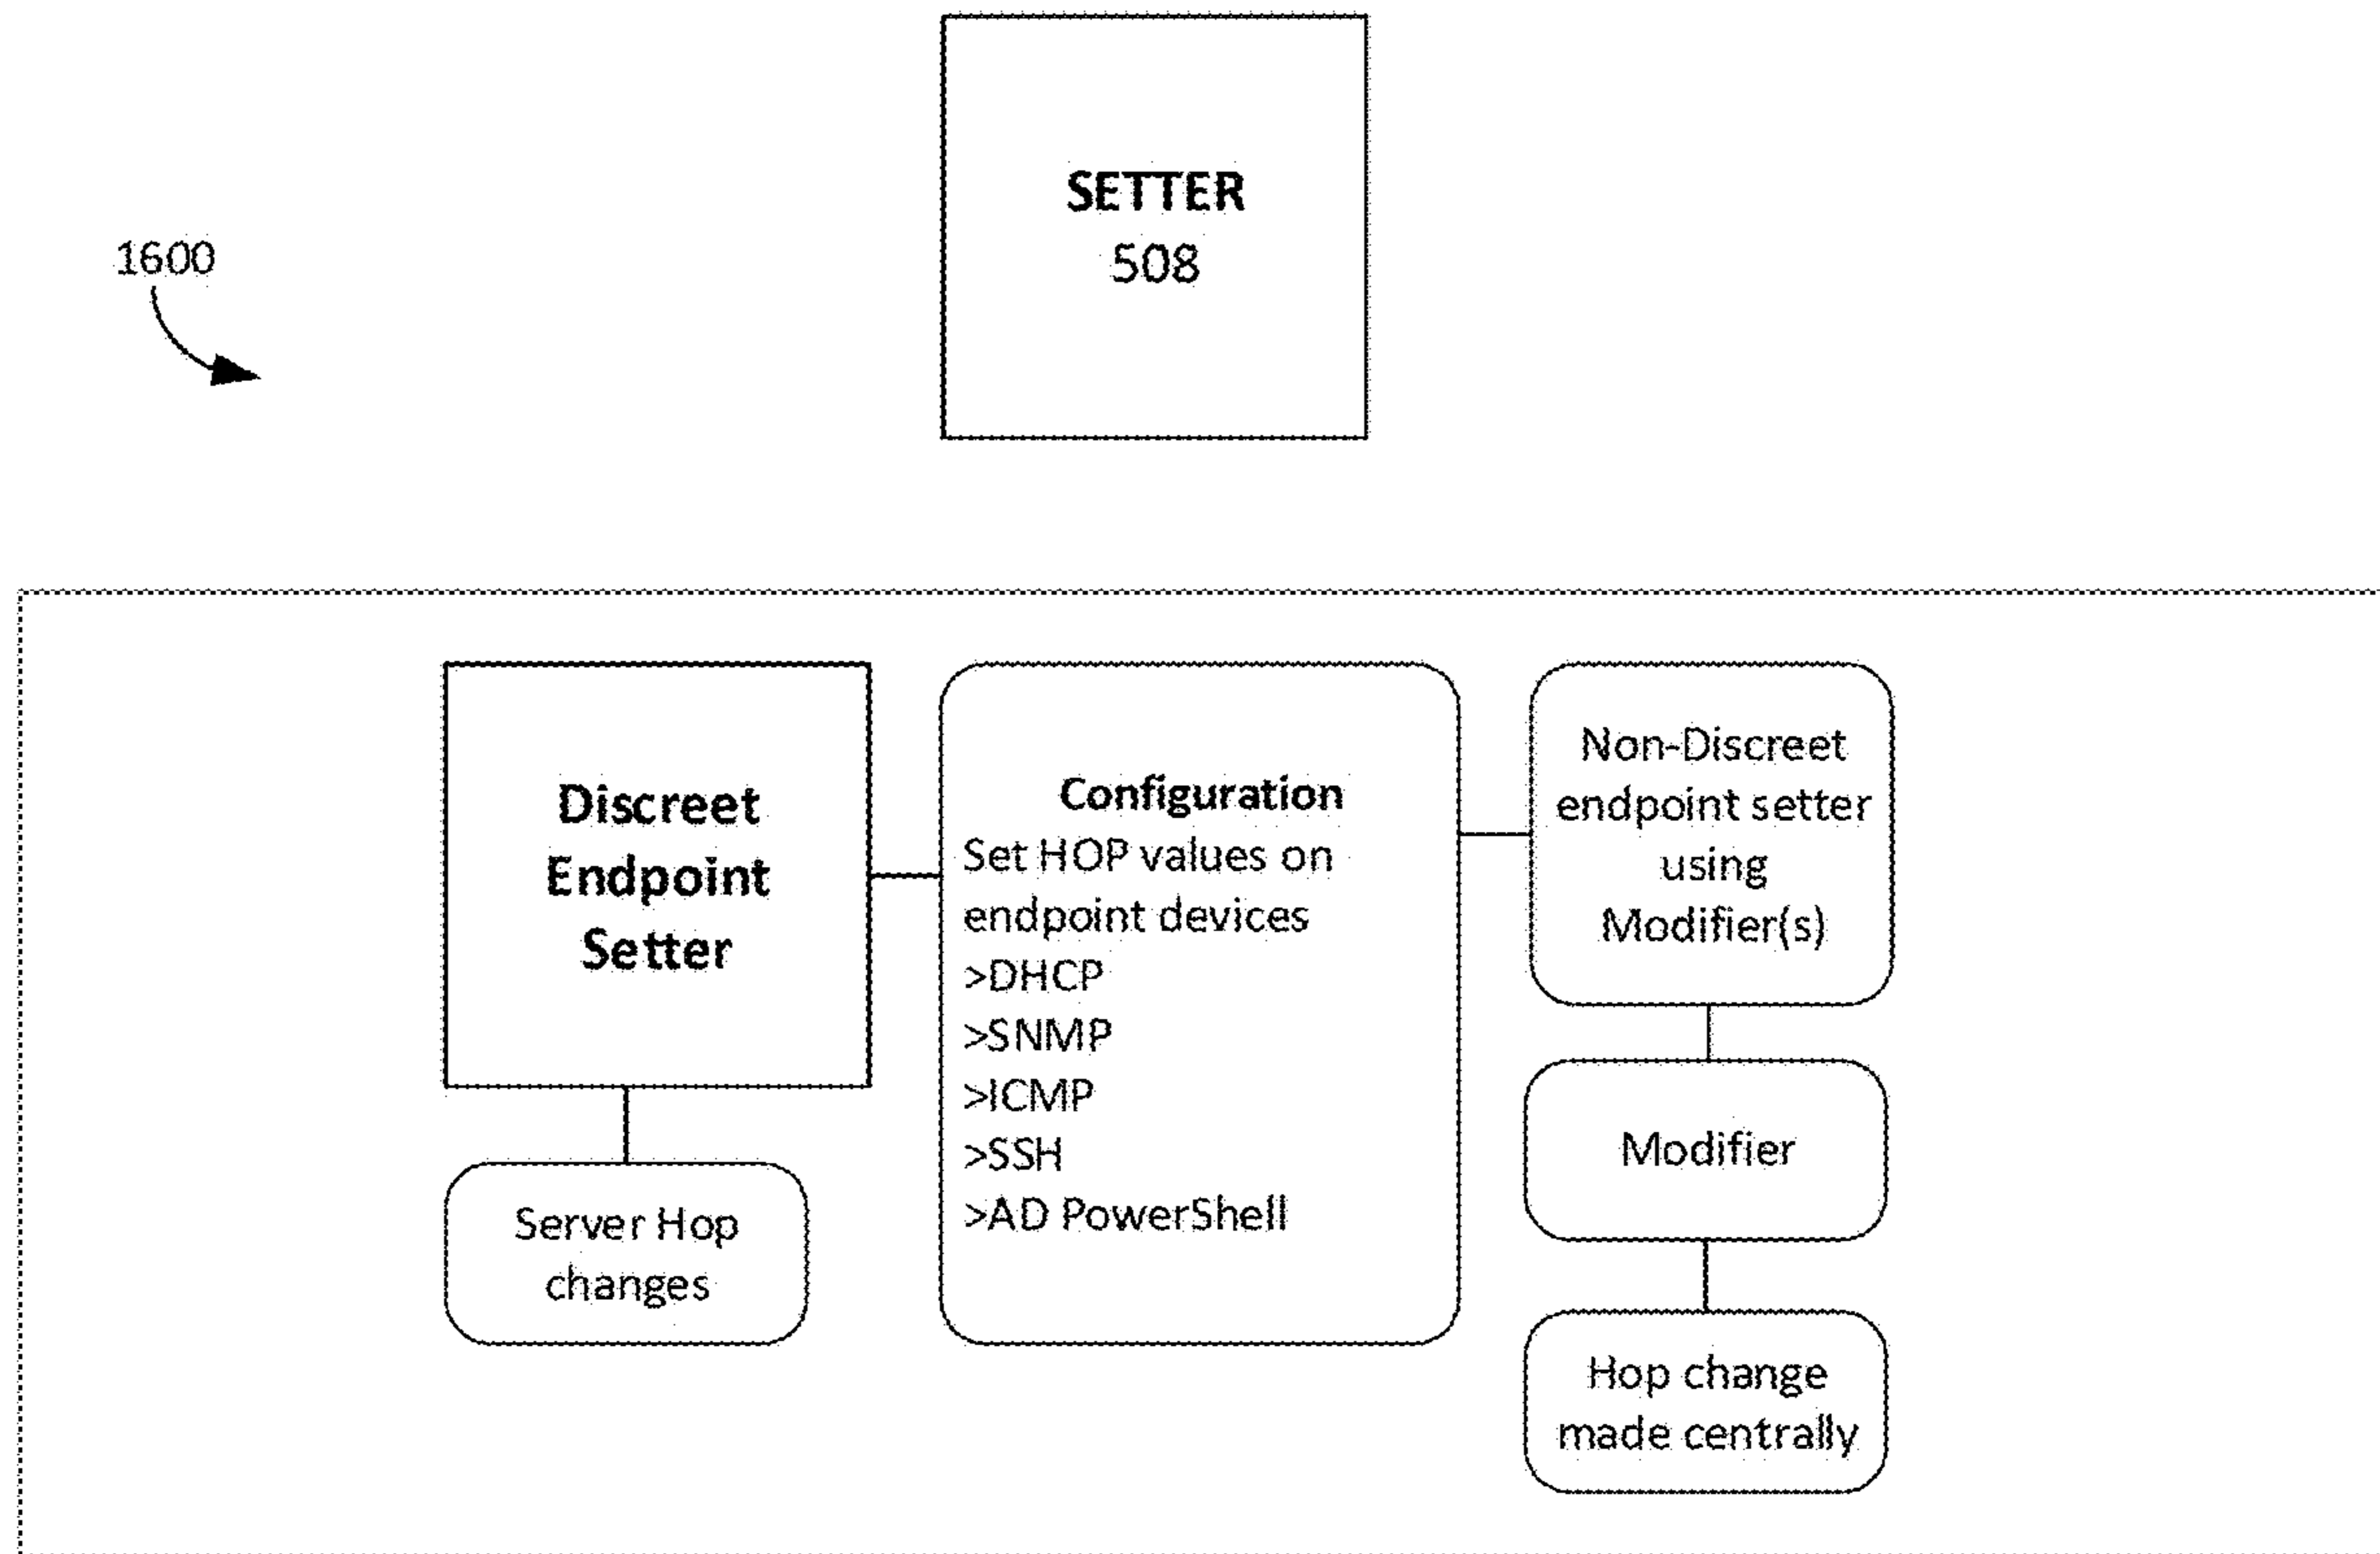 SETTER
508
1600
Discreet
Endpoint
Setter
Configuration
Set HOP values on
endpoint devices
>DHCP
>SNMP
>ICMP
>SSH
>AD PowerShell
Non-Discreet
endpoint setter
using
Modifier(s)
Server Hop
changes
Modifier
Hop change
made centrally